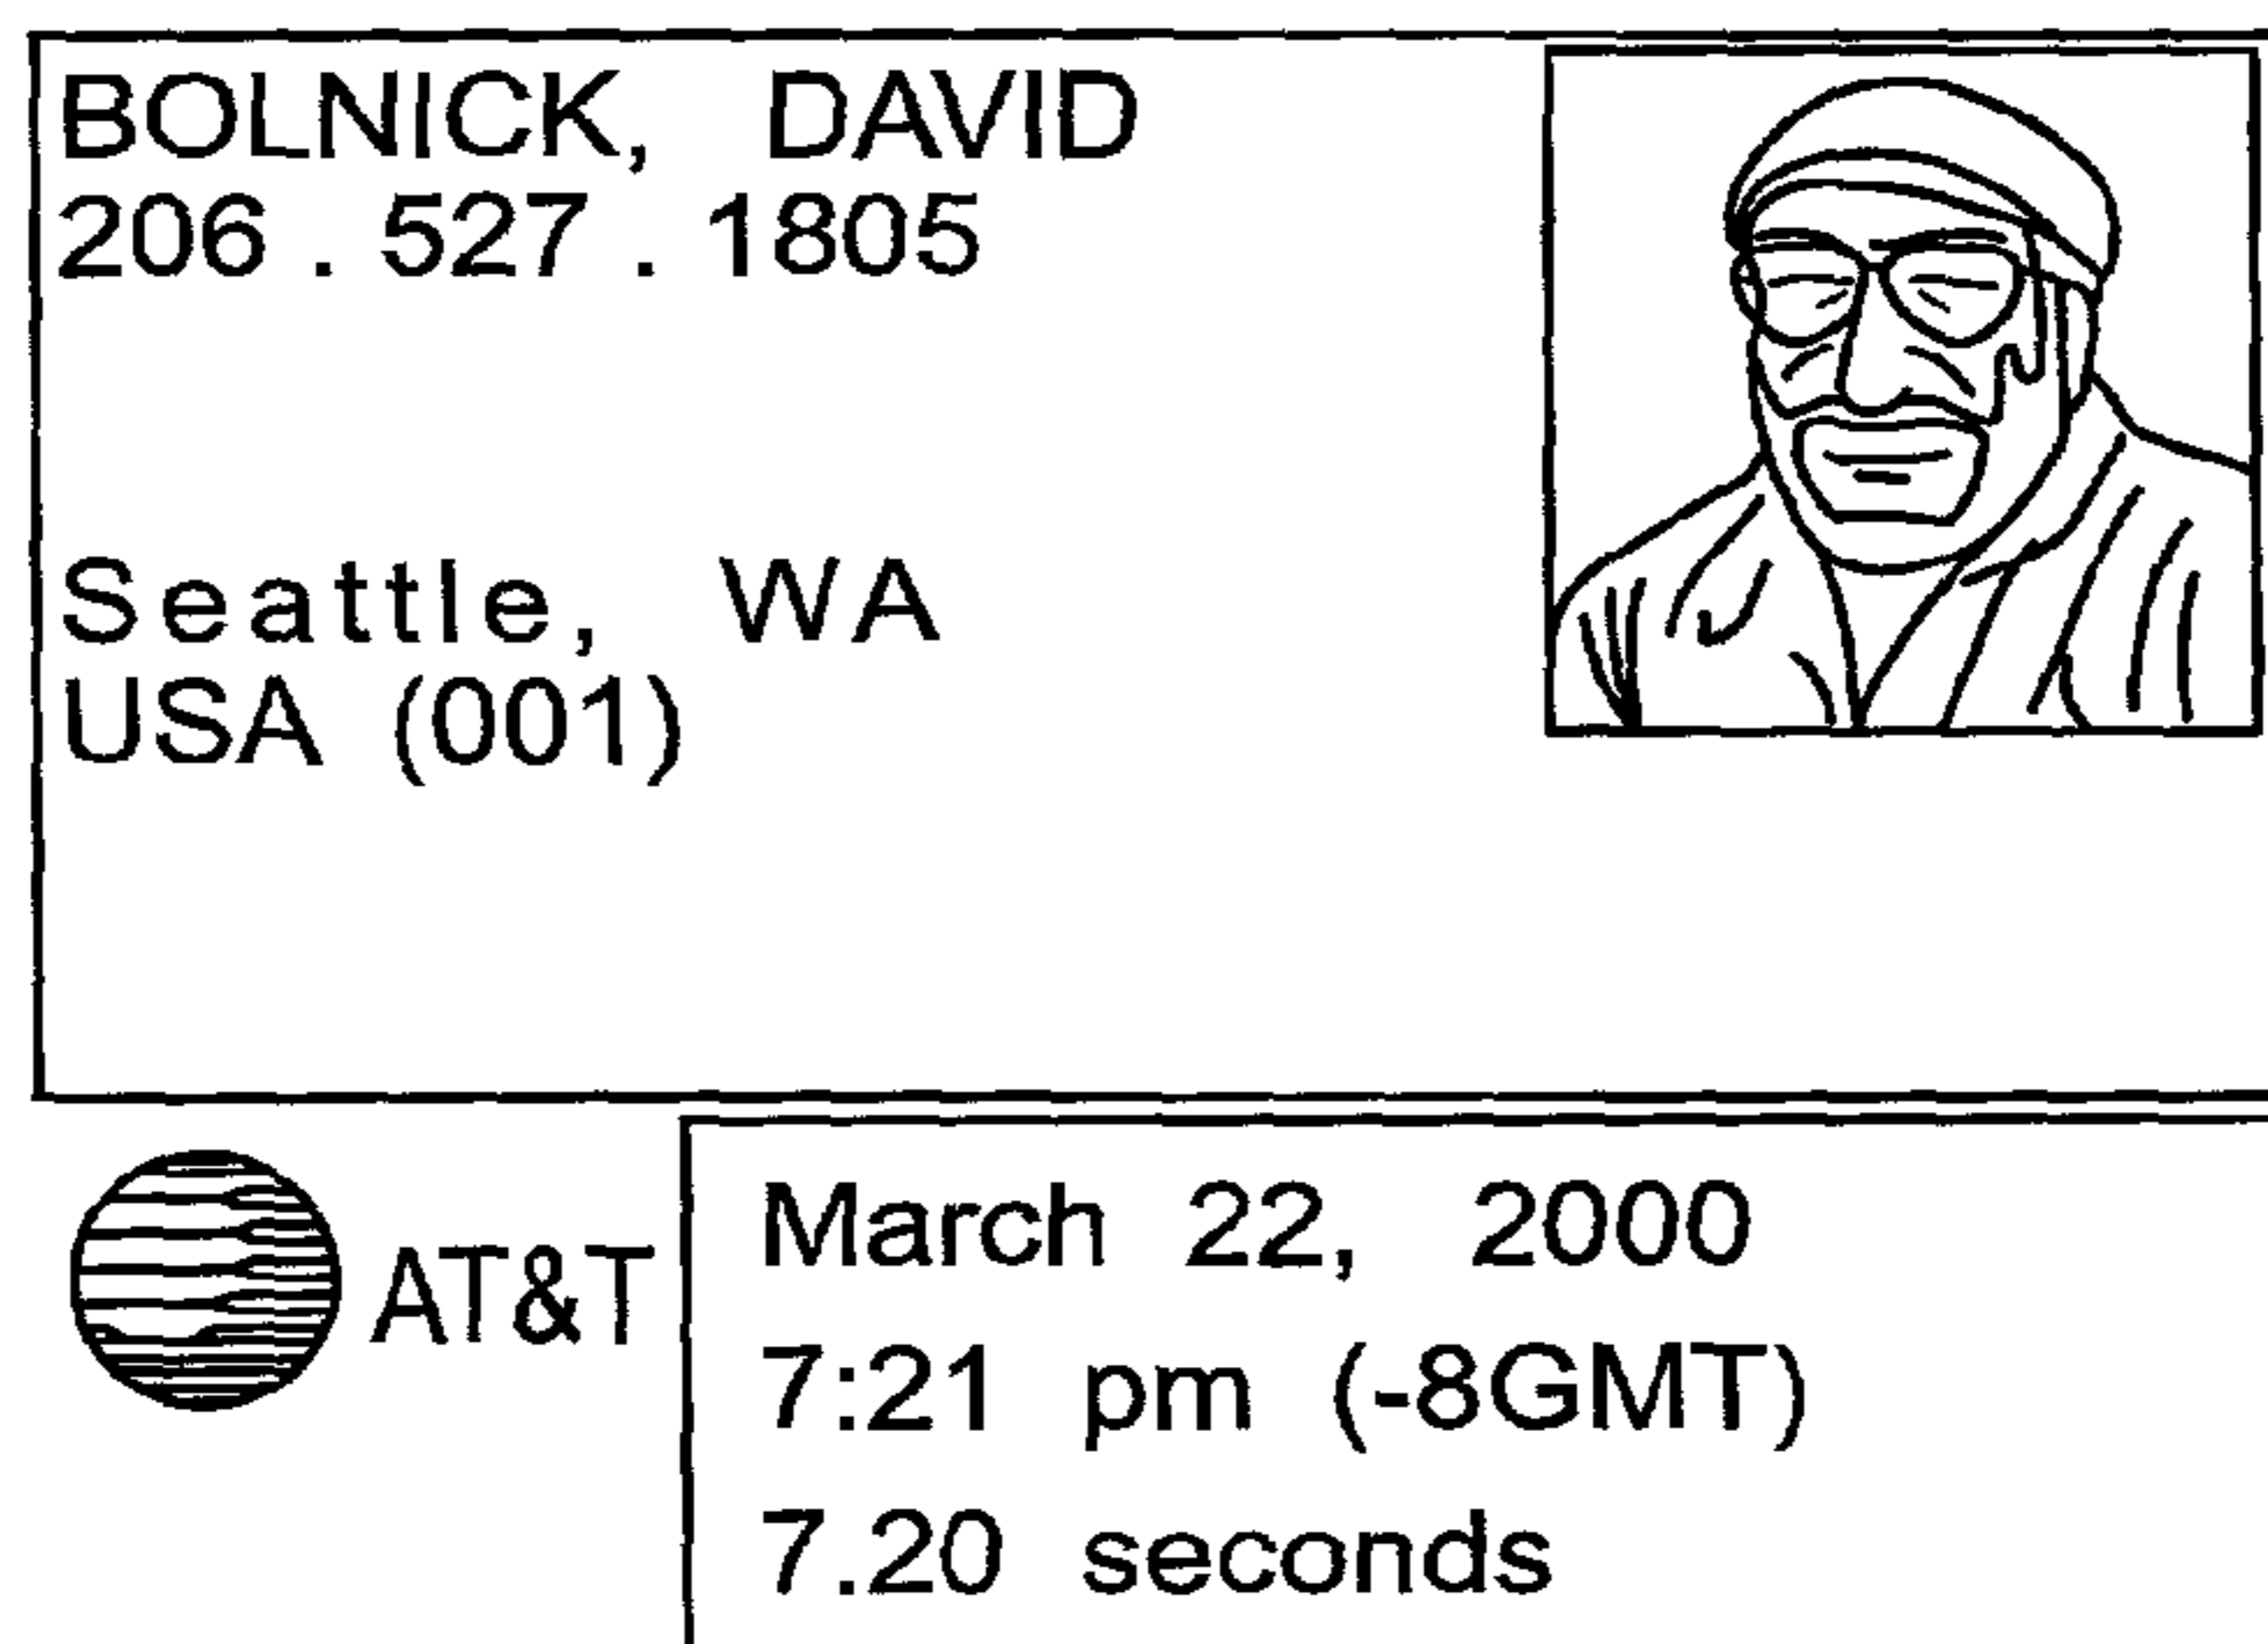 BOLNICK, DAVID
206.527.1805
Seattle, WA
USA (001)
AT&T
March 22, 2000
7:21 pm (-8GMT)
7.20 seconds